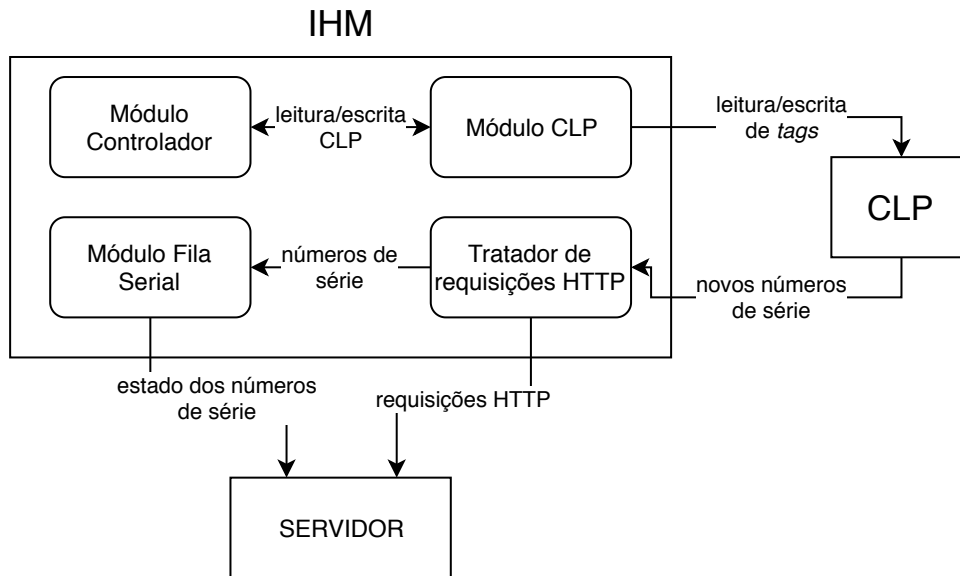 IHM
Módulo
Controlador
leitura/escrita
CLP
Módulo CLP
leitura/escrita
de tags
CLP
Módulo Fila
Serial
números de
série
Tratador de
requisições HTTP
novos números
de série
estado dos números
de série
requisições HTTP
SERVIDOR